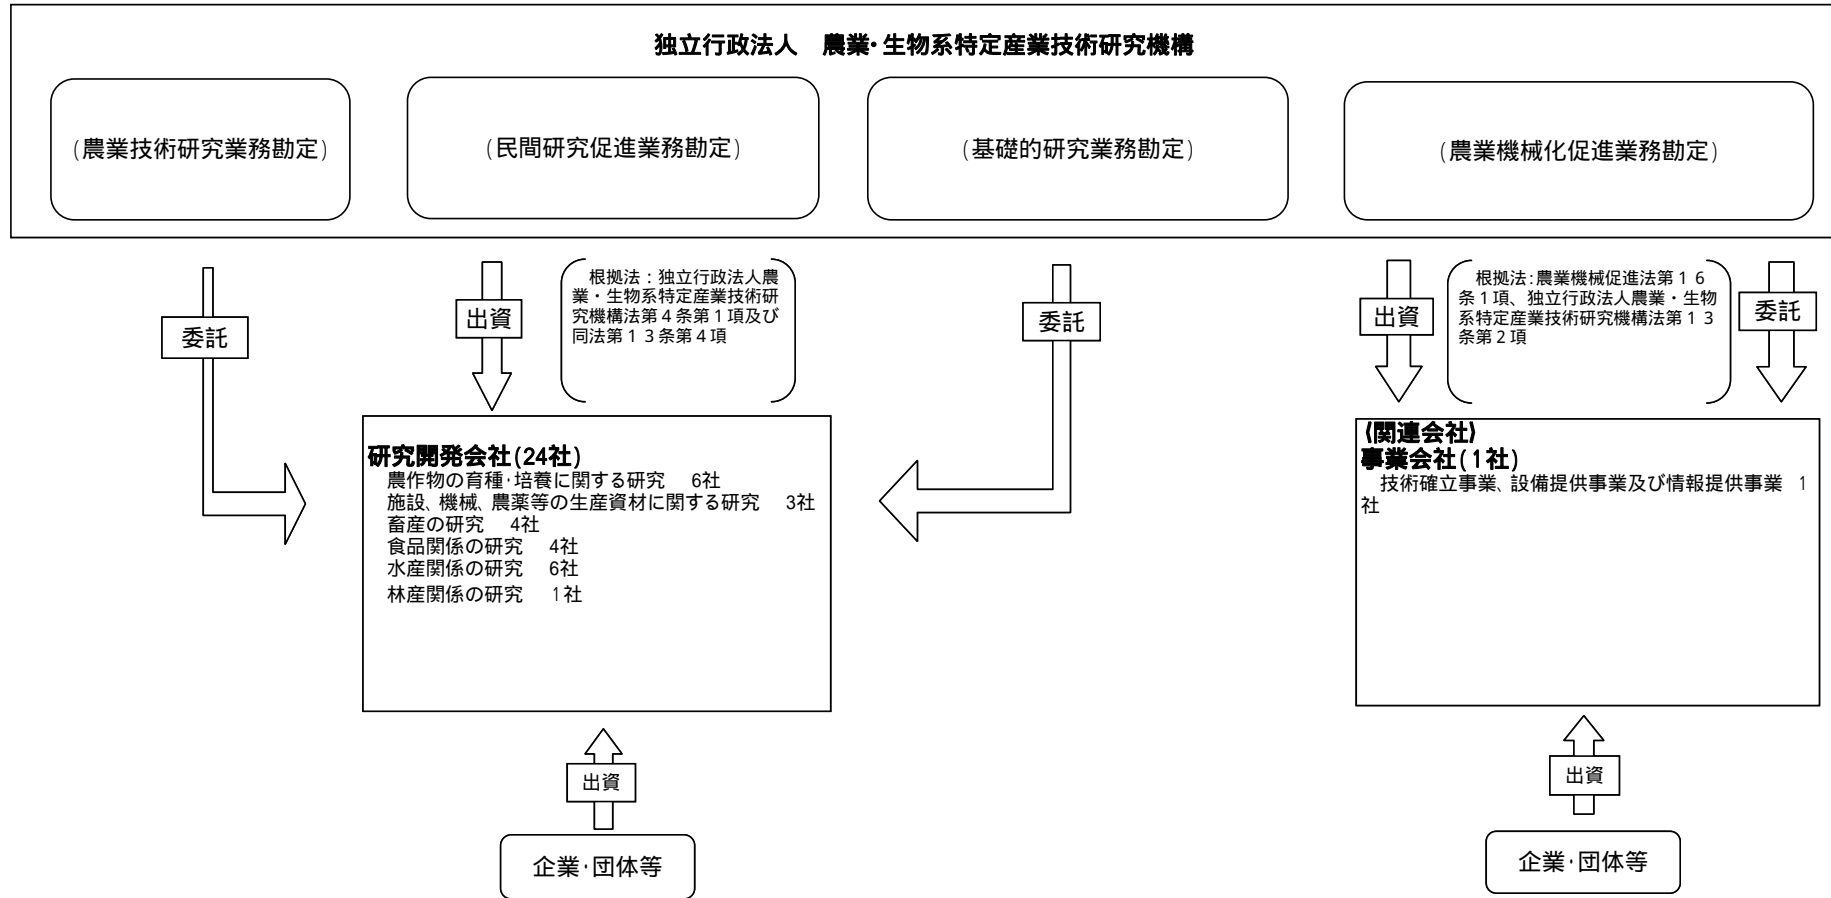 独立行政法人　農業・生物系特定産業技術研究機構
(農業技術研究業務勘定)
(民間研究促進業務勘定)
(基礎的研究業務勘定)
(農業機械化促進業務勘定)
委託
出資
根拠法：独立行政法人農
業・生物系特定産業技術研
究機構法第４条第１項及び
同法第１３条第４項
委託
出資
根拠法:農業機械促進法第１６
条１項、独立行政法人農業・生物
系特定産業技術研究機構法第１３
条第２項
委託
研究開発会社(24社)
農作物の育種・培養に関する研究　6社
施設、機械、農薬等の生産資材に関する研究　3社
畜産の研究　4社
食品関係の研究　4社
水産関係の研究　6社
林産関係の研究　1社
(関連会社)
事業会社(1社)
技術確立事業、設備提供事業及び情報提供事業　1
社
出資
企業・団体等
出資
企業・団体等